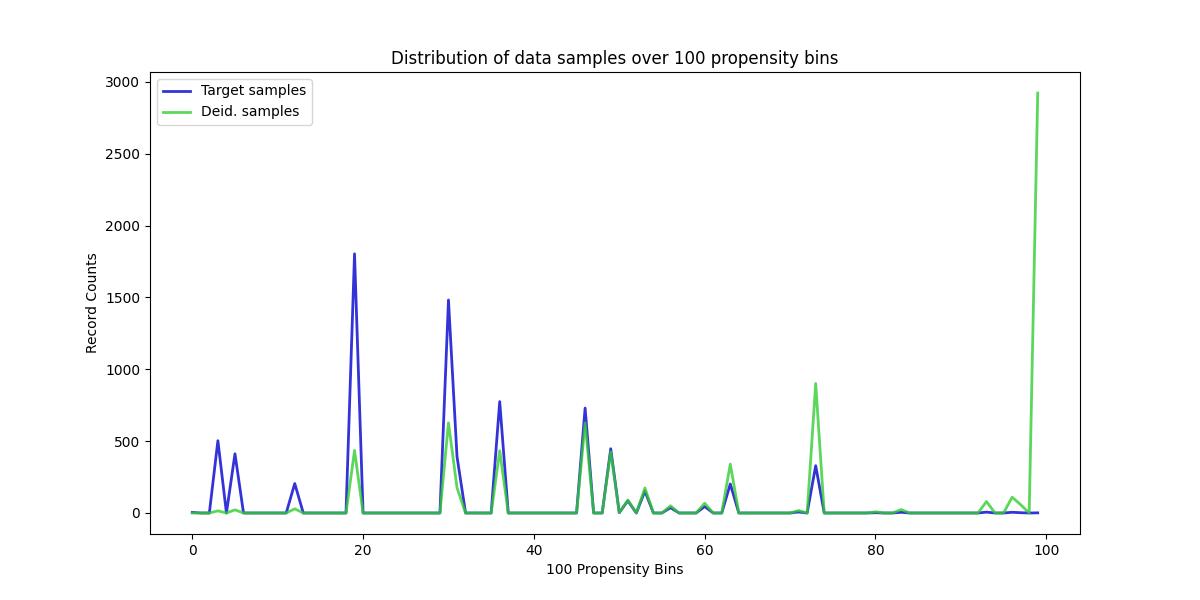 Distribution of data samples over 100 propensity bins
Target samples
Deid. samples
3000
2500
2000
1500
1000
500
0
Record Counts
0 20 40 60 80 100
100 Propensity Bins